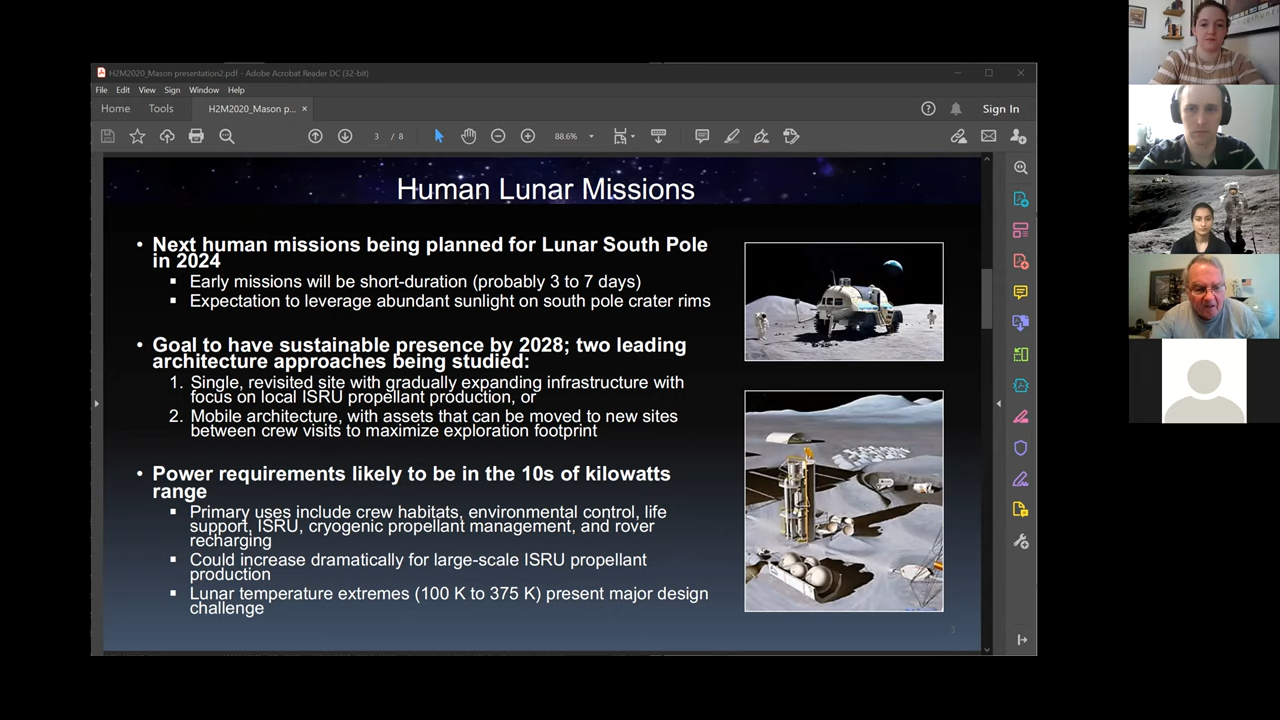 H2M2020_Mason presentation2.pdf - Adobe Acrobat Reader DC (32-bit)
File Edit View Sign Window Help
Home Tools H2M2020_Mason p... × Sign In
3 / 8 88.6%
Human Lunar Missions
• Next human missions being planned for Lunar South Pole
in 2024
▪ Early missions will be short-duration (probably 3 to 7 days)
▪ Expectation to leverage abundant sunlight on south pole crater rims
• Goal to have sustainable presence by 2028; two leading
architecture approaches being studied:
1. Single, revisited site with gradually expanding infrastructure with
focus on local ISRU propellant production, or
2. Mobile architecture, with assets that can be moved to new sites
between crew visits to maximize exploration footprint
• Power requirements likely to be in the 10s of kilowatts
range
▪ Primary uses include crew habitats, environmental control, life
support, ISRU, cryogenic propellant management, and rover
recharging
▪ Could increase dramatically for large-scale ISRU propellant
production
▪ Lunar temperature extremes (100 K to 375 K) present major design
challenge
3